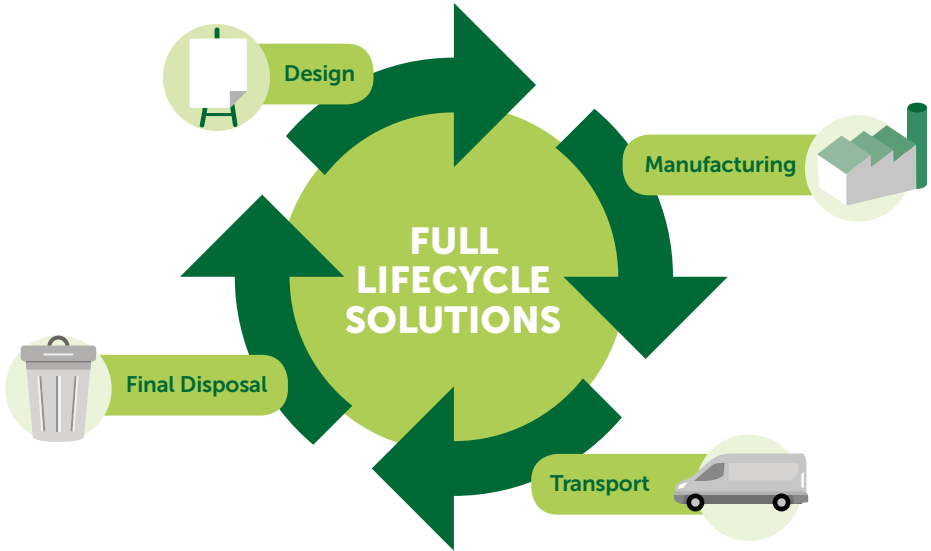 Design
Manufacturing
FULL
LIFECYCLE
SOLUTIONS
Final Disposal
Transport